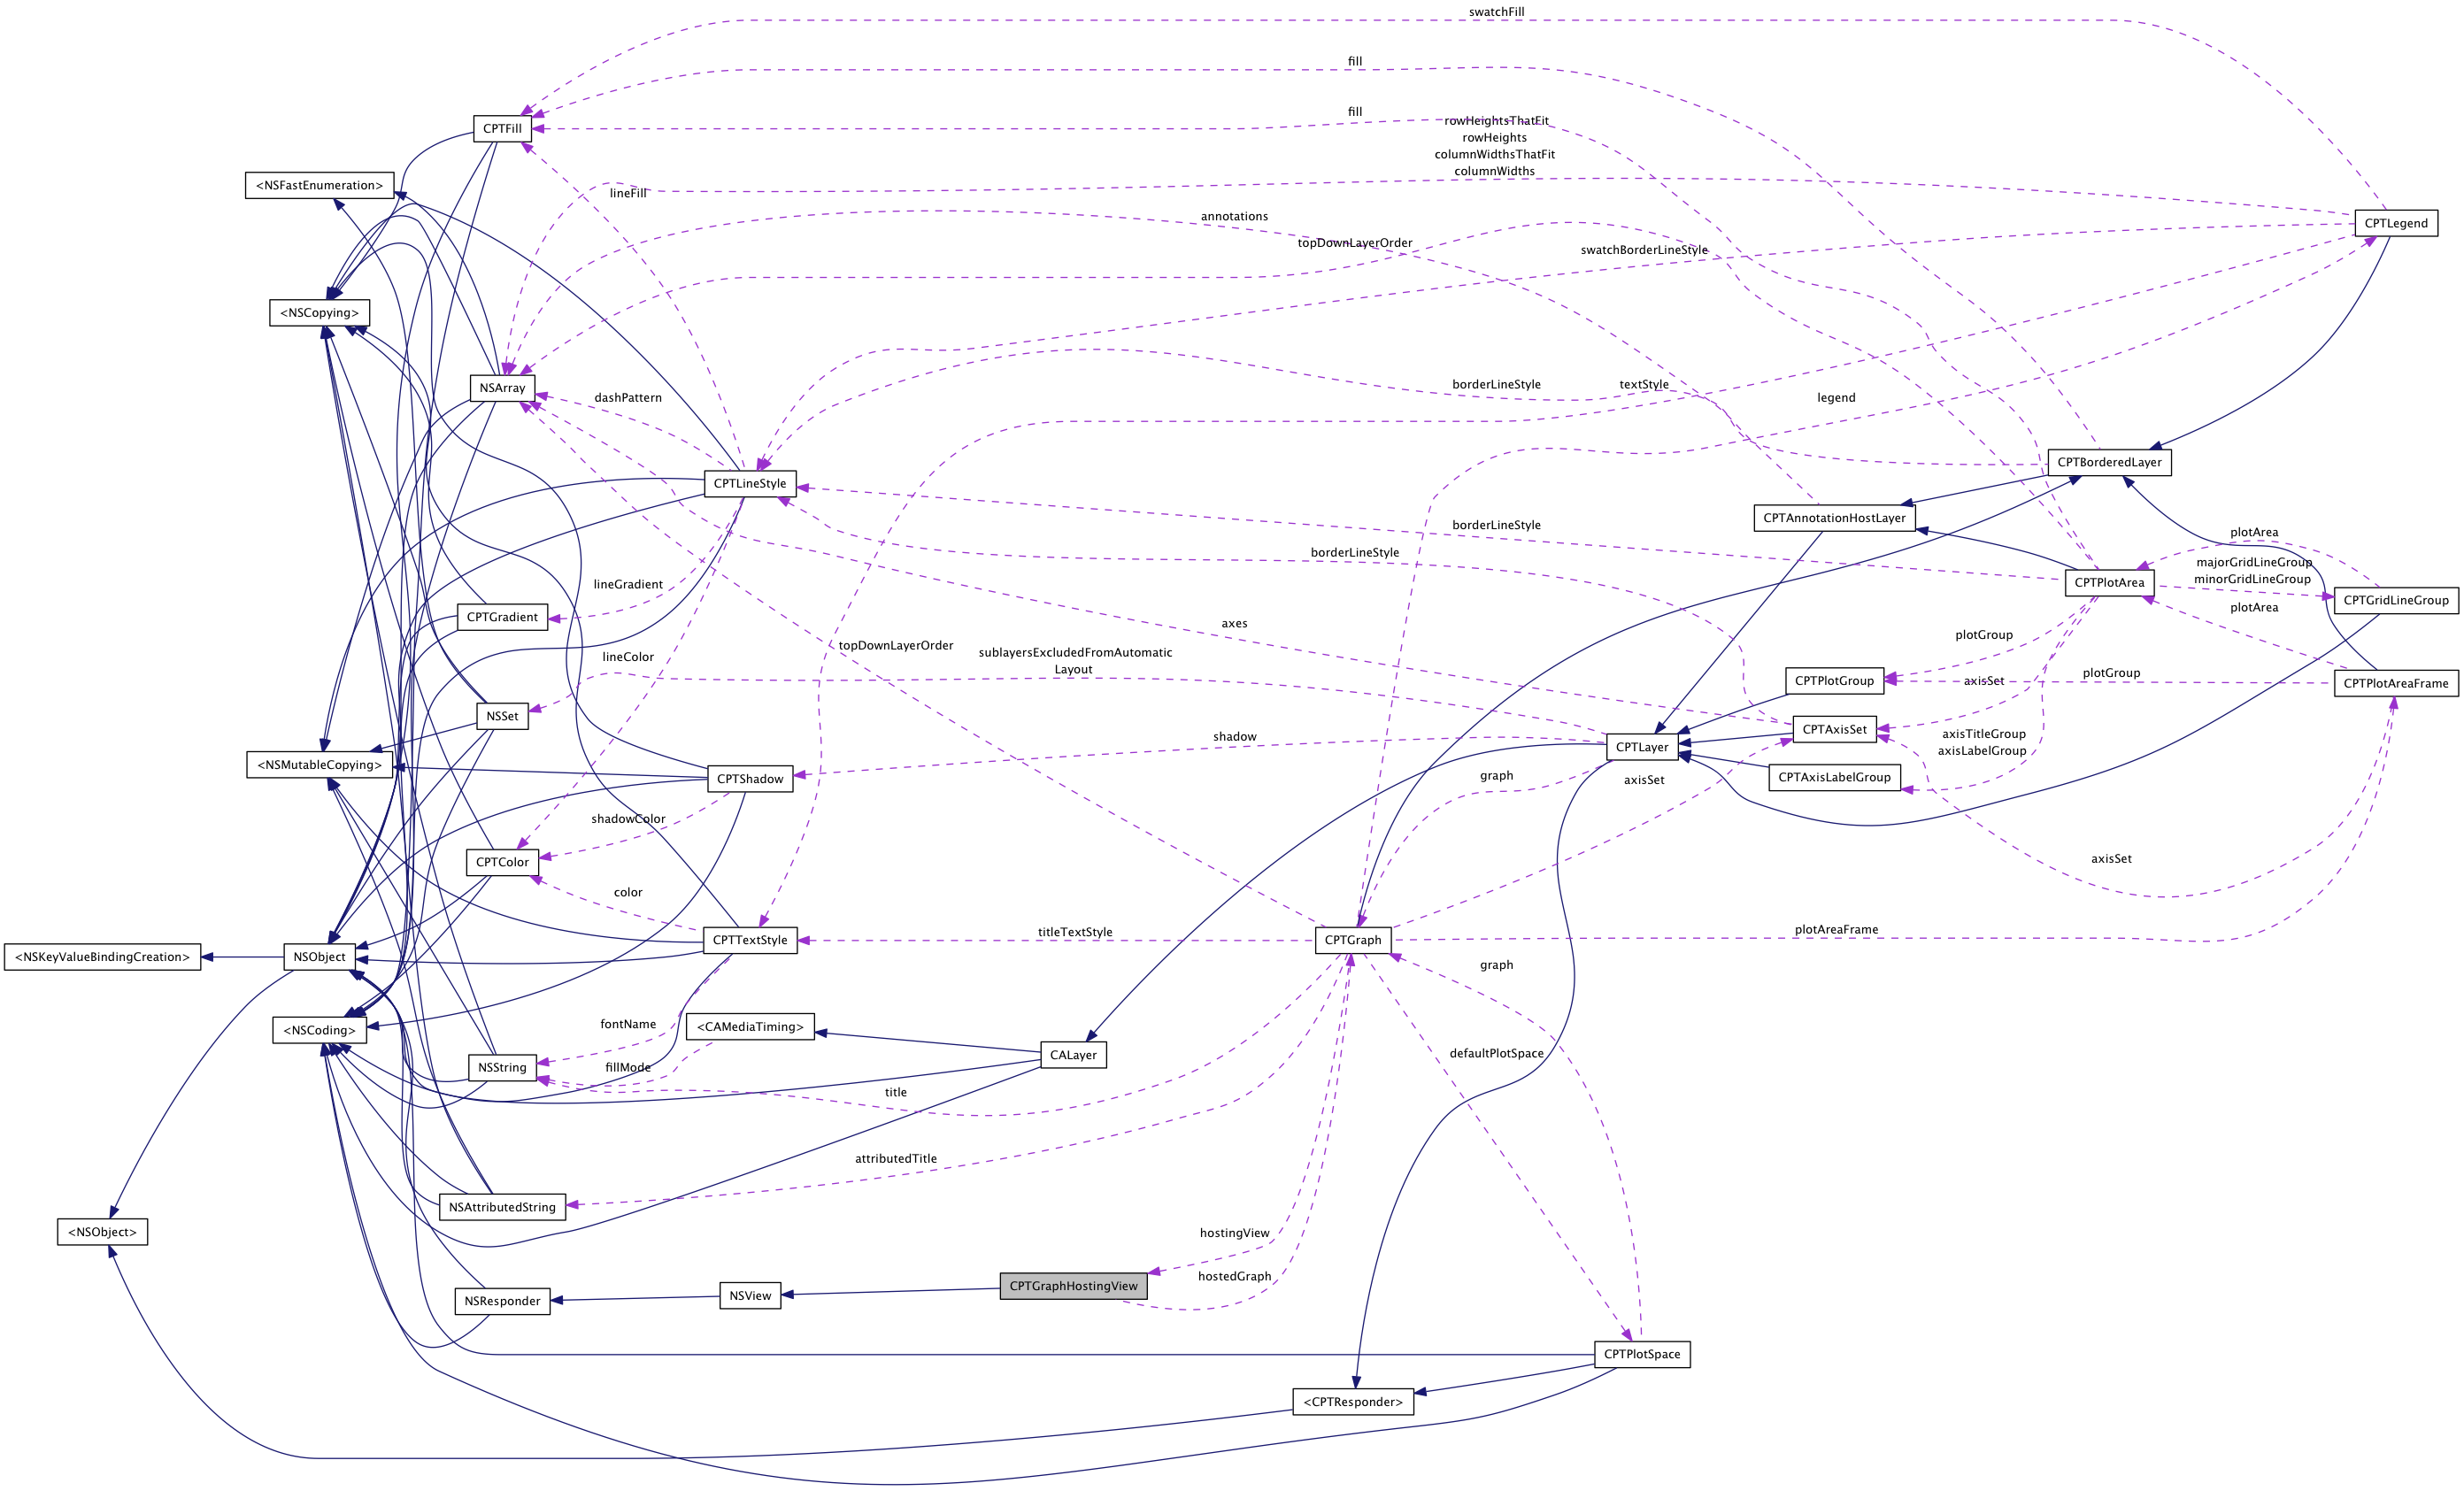 swatchFill
fill
fill
rowHeightsThatFit
rowHeights
columnWidthsThatFit
columnWidths
CPTFill
<NSFastEnumeration>
lineFill
annotations
topDownLayerOrder
swatchBorderLineStyle
CPTLegend
<NSCopying>
NSArray
dashPattern
borderLineStyle
textStyle
legend
CPTLineStyle
CPTBorderedLayer
CPTAnnotationHostLayer
borderLineStyle
borderLineStyle
plotArea
majorGridLineGroup
minorGridLineGroup
CPTPlotArea
CPTGridLineGroup
plotArea
lineGradient
CPTGradient
axes
plotGroup
lineColor
topDownLayerOrder
sublayersExcludedFromAutomatic
Layout
CPTPlotGroup
axisSet
plotGroup
CPTPlotAreaFrame
NSSet
shadow
CPTAxisSet
axisTitleGroup
axisLabelGroup
CPTLayer
<NSMutableCopying>
CPTShadow
graph
axisSet
CPTAxisLabelGroup
shadowColor
CPTColor
axisSet
color
titleTextStyle
CPTTextStyle
CPTGraph
plotAreaFrame
<NSKeyValueBindingCreation>
NSObject
graph
<NSCoding>
fontName
<CAMediaTiming>
CALayer
defaultPlotSpace
NSString
fillMode
title
attributedTitle
NSAttributedString
<NSObject>
hostingView
hostedGraph
CPTGraphHostingView
NSResponder
NSView
CPTPlotSpace
<CPTResponder>